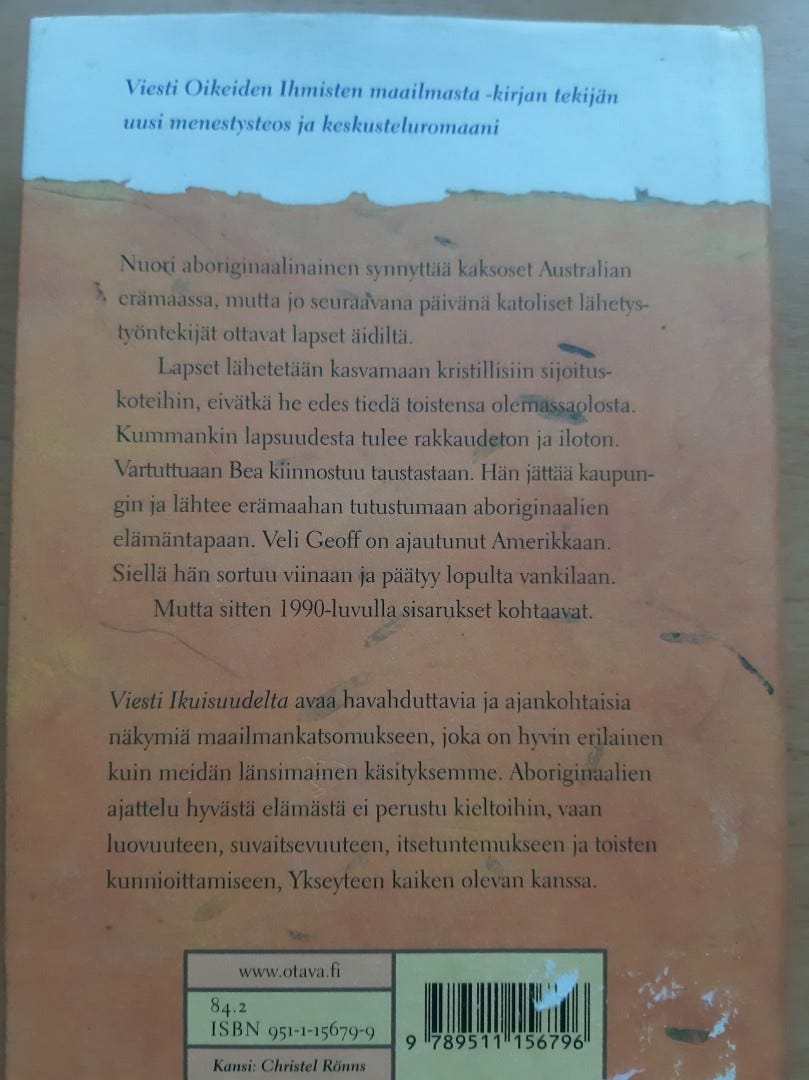 Viesti Oikeiden Ihmisten maailmasta -kirjan tekijän
uusi menestysteos ja keskusteluromaani
Nuori aboriginaalinainen synnyttää kaksoset Australian
erämaassa, mutta jo seuraavana päivänä katoliset lähetys-
työntekijät ottavat lapset äidiltä.
Lapset lähetetään kasvamaan kristillisiin sijoitus-
koteihin, eivätkä he edes tiedä toistensa olemassaolosta.
Kummankin lapsuudesta tulee rakkaudeton ja iloton.
Vartuttuaan Bea kiinnostuu taustastaan. Hän jättää kaupun-
gin ja lähtee erämaahan tutustumaan aboriginaalien
elämäntapaan. Veli Geoff on ajautunut Amerikkaan.
Siellä hän sortuu viinaan ja päätyy lopulta vankilaan.
Mutta sitten 1990-luvulla sisarukset kohtaavat.
Viesti Ikuisuudelta avaa havahduttavia ja ajankohtaisia
näkymiä maailmankatsomukseen, joka on hyvin erilainen
kuin meidän länsimainen käsityksemme. Aboriginaalien
ajattelu hyvästä elämästä ei perustu kieltoihin, vaan
luovuuteen, suvaitsevuuteen, itsetuntemukseen ja toisten
kunnioittamiseen, Ykseyteen kaiken olevan kanssa.
www.otava.fi
84.2
ISBN 951-1-15679-9
Kansi: Christel Rönns
9 789511 156796